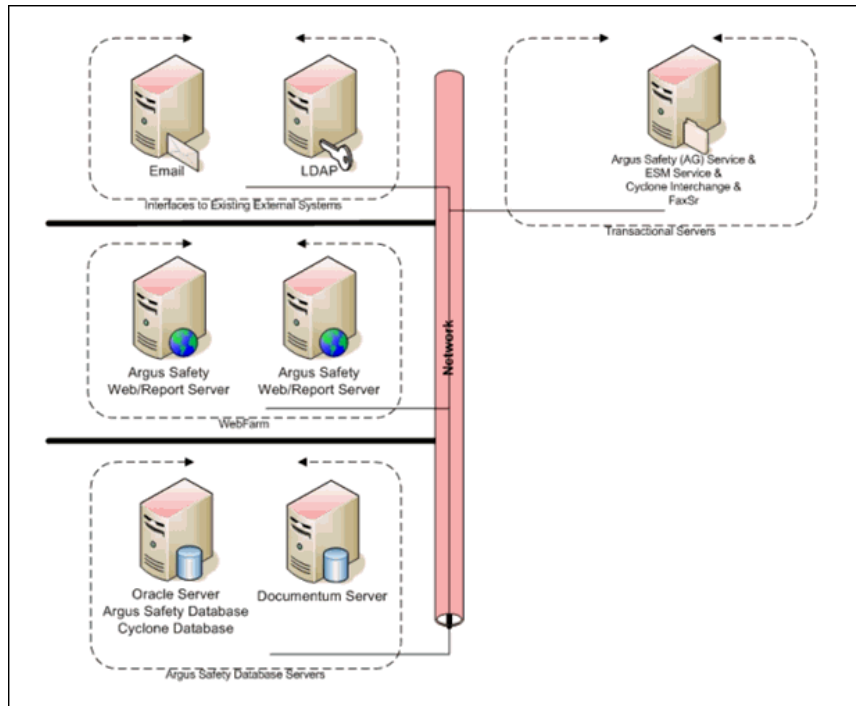 Email
LDAP
Interfaces to Existing External Systems
Argus Safety (AG) Service &
ESM Service &
Cyclone Interchange &
FaxSr
Transactional Servers
Network
Argus Safety
Web/Report Server
Argus Safety
Web/Report Server
WebFarm
Oracle Server
Argus Safety Database
Cyclone Database
Documentum Server
Argus Safety Database Servers